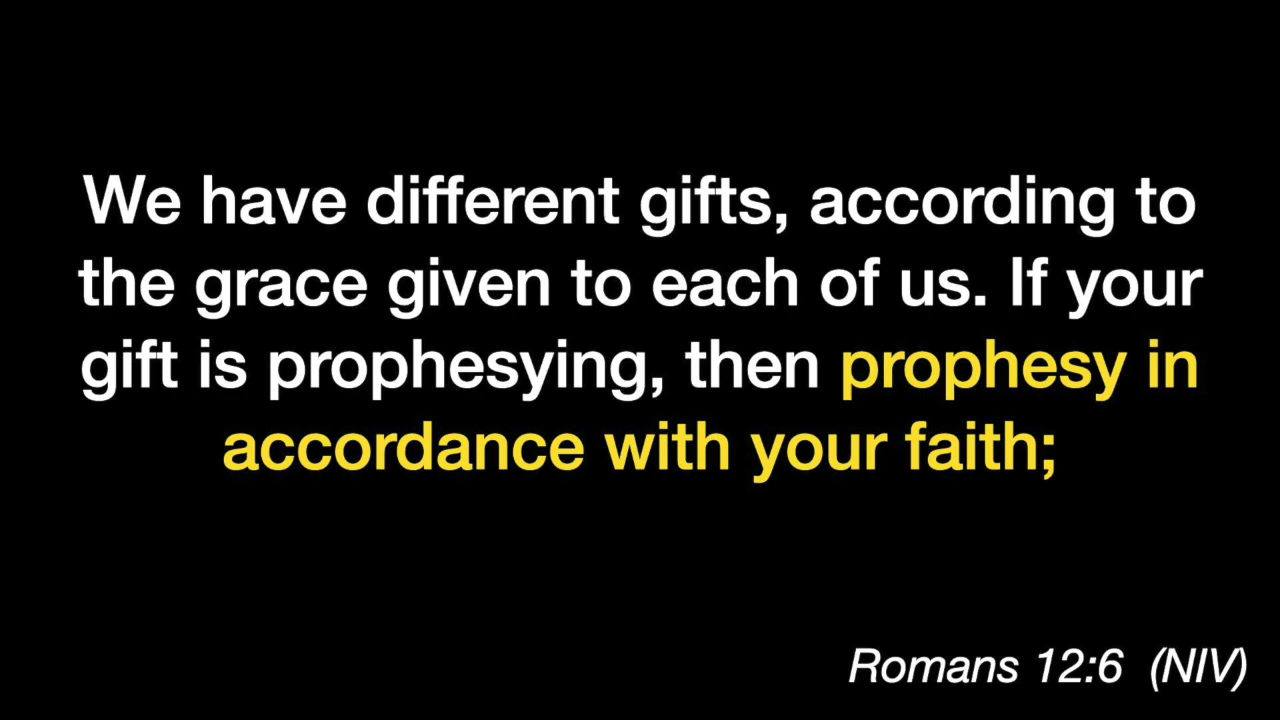 We have different gifts, according to
the grace given to each of us. If your
gift is prophesying, then prophesy in
accordance with your faith;
Romans 12:6 (NIV)